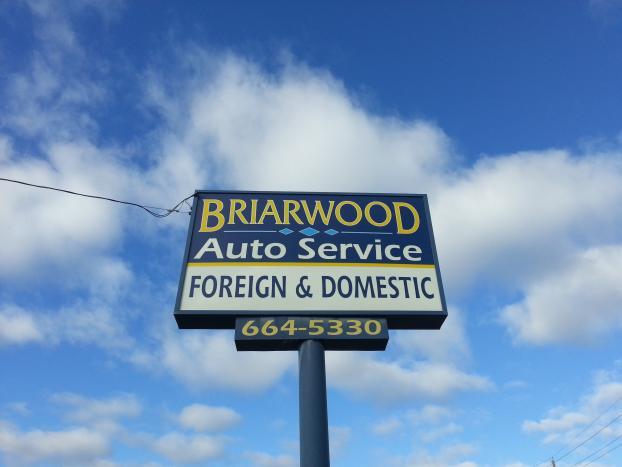 BRIARWOOD
Auto Service
FOREIGN & DOMESTIC
664-5330